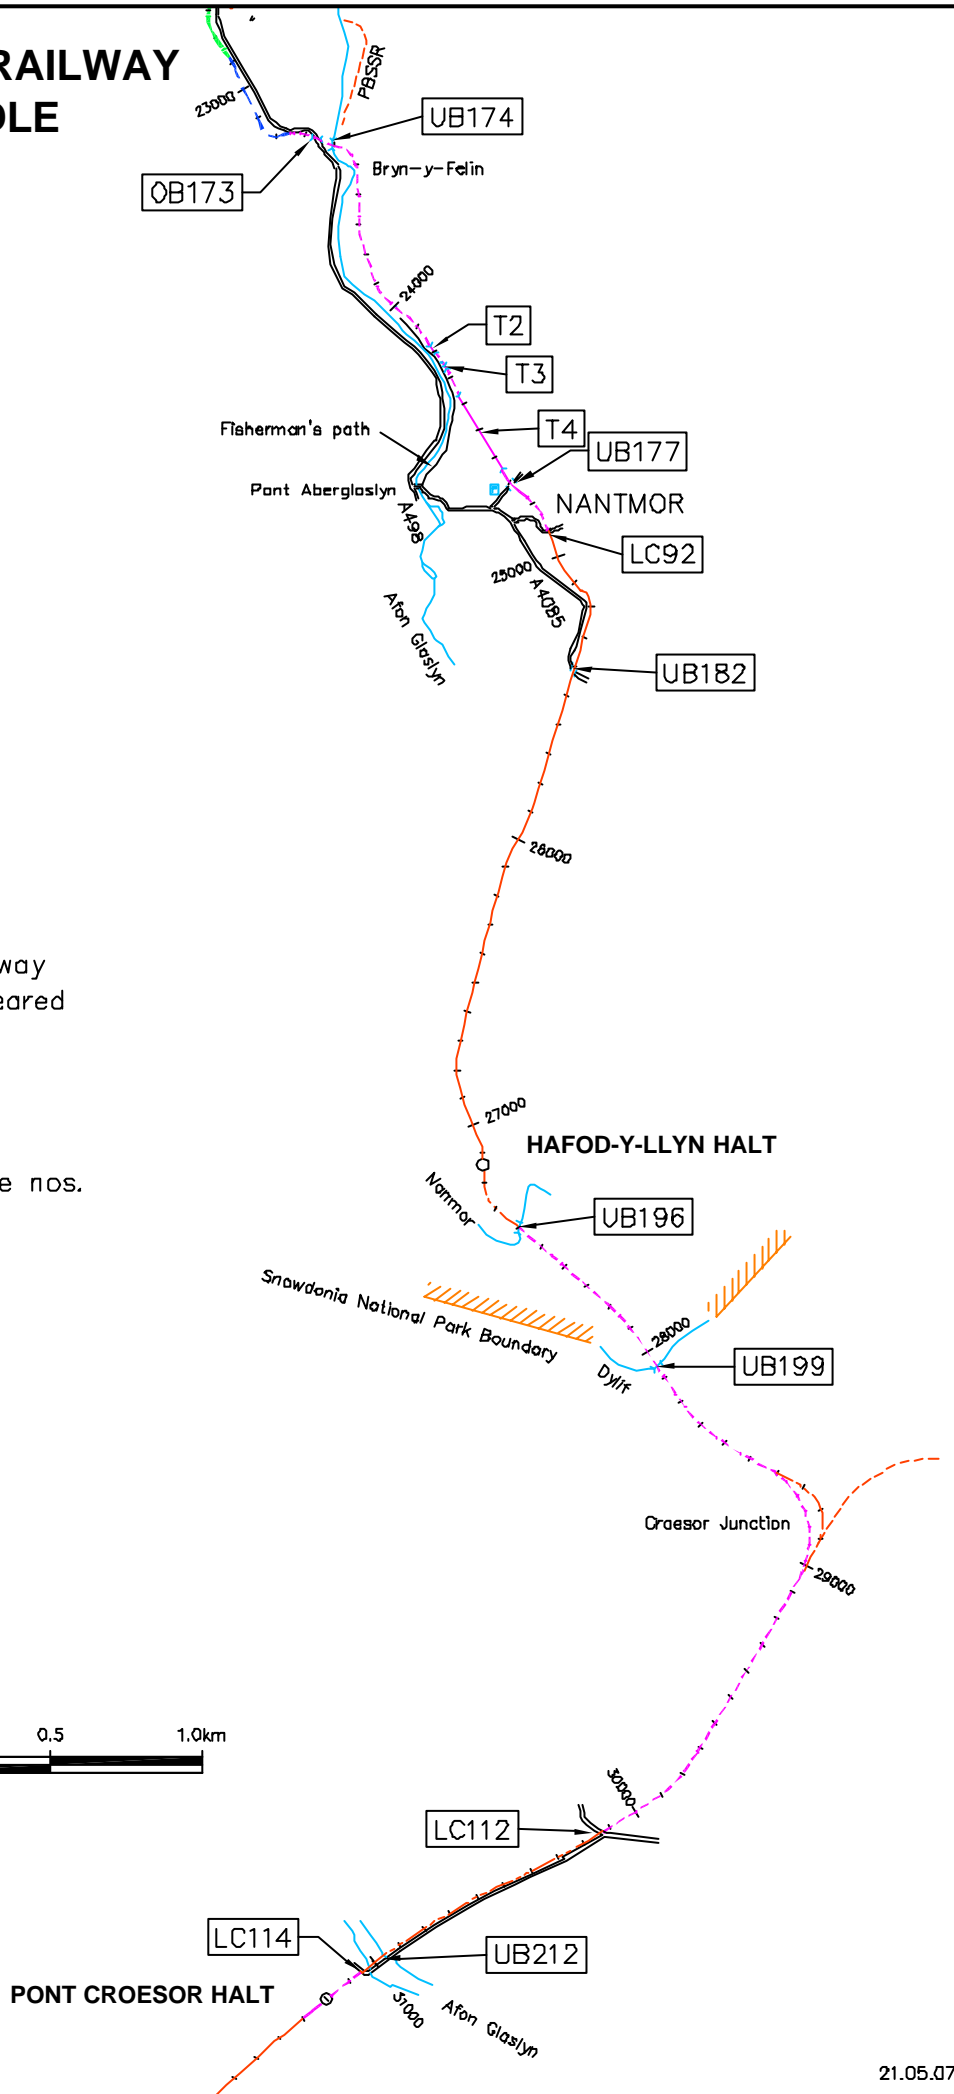 RAILWAY
PBSSR
23000
UB174
Bryn-y-Felin
OB173
24000
T2
T3
T4
Fisherman's path
UB177
Pont Aberglaslyn
NANTMOR
A498
LC92
25000
A4085
Afon Glaslyn
UB182
26000
way
27000
HAFOD-Y-LLYN HALT
Nanmor
e nos.
UB196
Snowdonia National Park Boundary
28000
UB199
Dylif
Croesor Junction
29000
0.5 1.0km
30000
LC112
LC114
UB212
PONT CROESOR HALT
31000
Afon Glaslyn
21.05.07